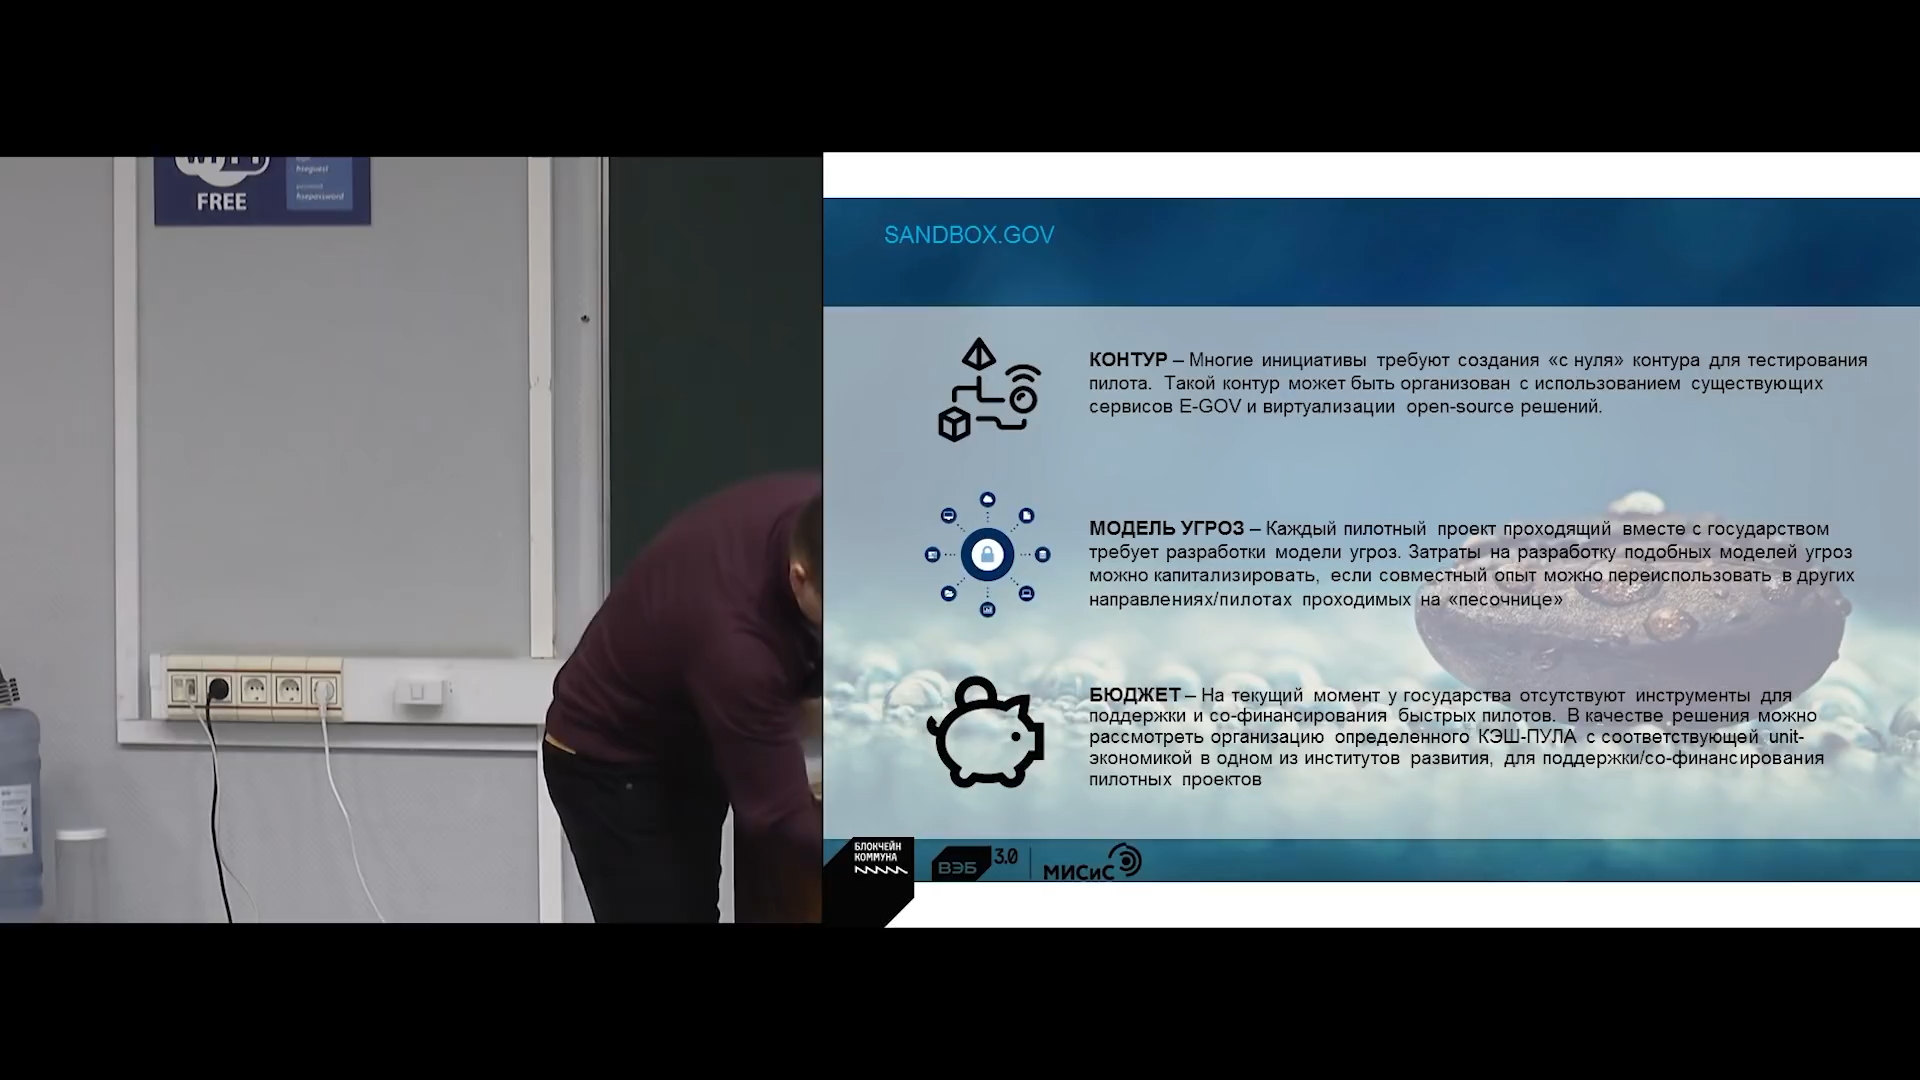 FREE
hseguest
password
hsepassword
SANDBOX.GOV
КОНТУР – Многие инициативы требуют создания «с нуля» контура для тестирования
пилота. Такой контур может быть организован с использованием существующих
сервисов E-GOV и виртуализации open-source решений.
МОДЕЛЬ УГРОЗ – Каждый пилотный проект проходящий вместе с государством
требует разработки модели угроз. Затраты на разработку подобных моделей угроз
можно капитализировать, если совместный опыт можно переиспользовать в других
направлениях/пилотах проходимых на «песочнице»
БЮДЖЕТ – На текущий момент у государства отсутствуют инструменты для
поддержки и со-финансирования быстрых пилотов. В качестве решения можно
рассмотреть организацию определенного КЭШ-ПУЛА с соответствующей unit-
экономикой в одном из институтов развития, для поддержки/со-финансирования
пилотных проектов
БЛОКЧЕЙН
КОММУНА
ВЭБ 3.0
МИСиС